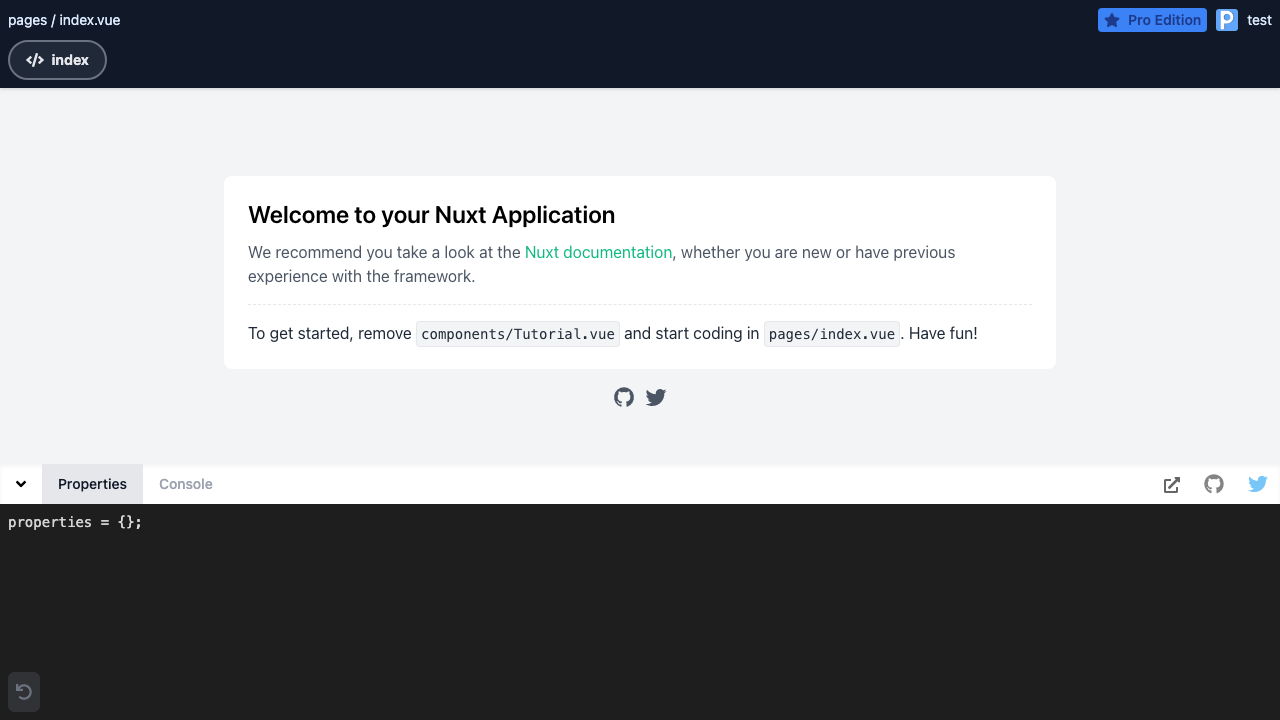 pages / index.vue
Pro Edition
P
test
</> index
Welcome to your Nuxt Application
We recommend you take a look at the Nuxt documentation, whether you are new or have previous
experience with the framework.
To get started, remove components/Tutorial.vue and start coding in pages/index.vue. Have fun!
Properties
Console
properties = {};